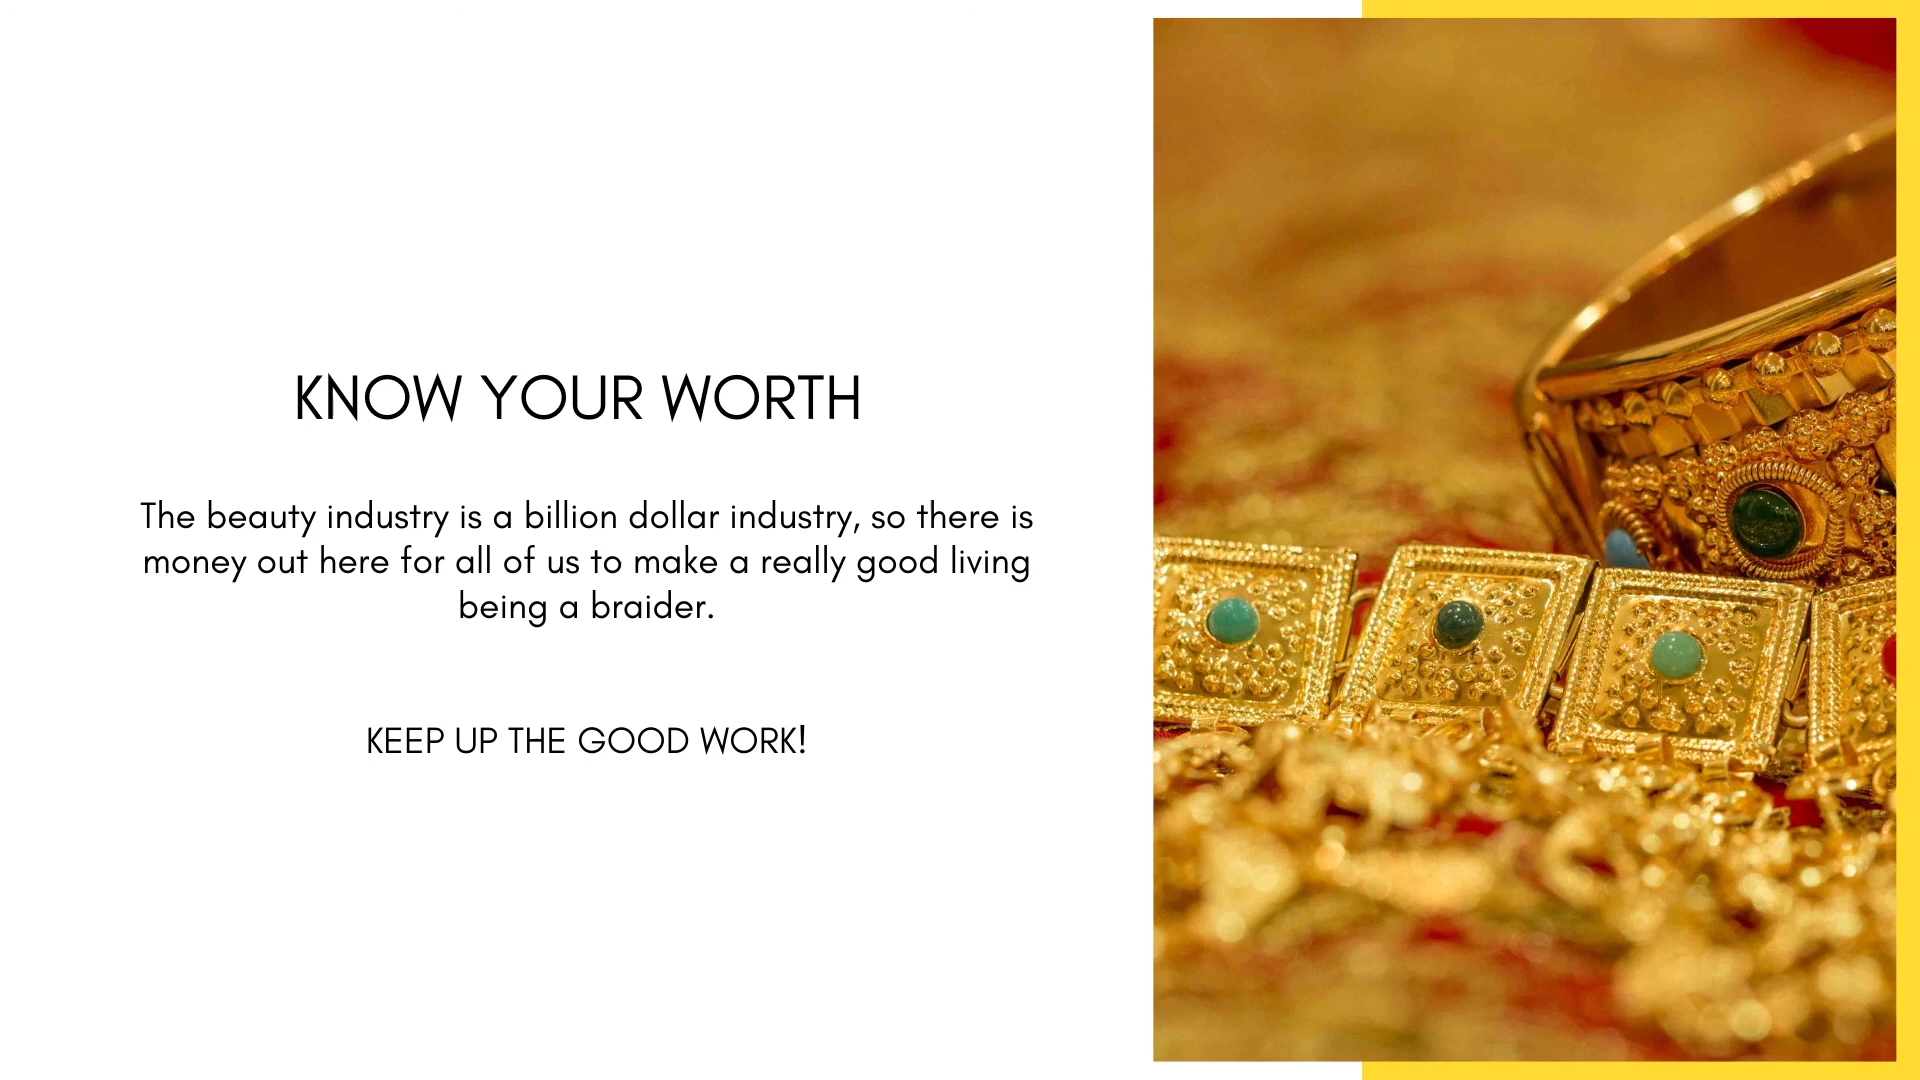 KNOW YOUR WORTH
The beauty industry is a billion dollar industry, so there is
money out here for all of us to make a really good living
being a braider.
KEEP UP THE GOOD WORK!